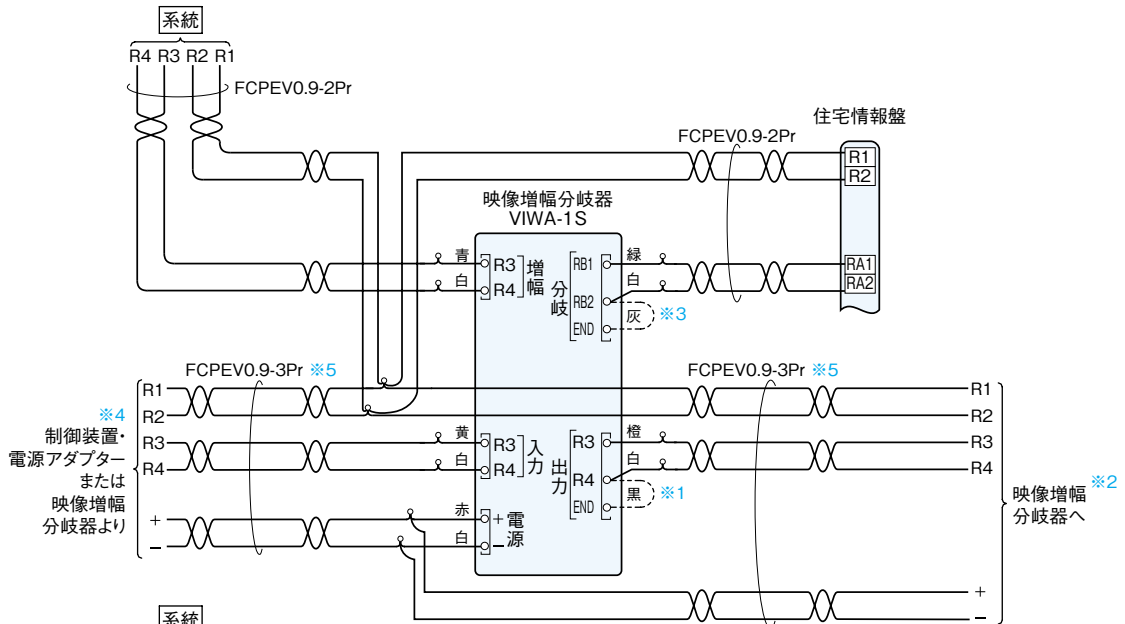 系統
R4 R3 R2 R1
FCPEV0.9-2Pr
住宅情報盤
FCPEV0.9-2Pr
R1
R2
映像増幅分岐器
VIWA-1S
青
R3
白
R4
増幅
分岐
RB1
緑
RB2
白
END
灰
※3
RA1
RA2
FCPEV0.9-3Pr ※5
FCPEV0.9-3Pr ※5
※4
制御装置・
電源アダプター
または
映像増幅
分岐器より
R1
R2
R3
R4
+
−
黄
R3
白
R4
入力
出力
R3
橙
R4
白
END
黒
※1
赤
+
白
−
電源
R1
R2
R3
R4
映像増幅 ※2
分岐器へ
+
−
系統